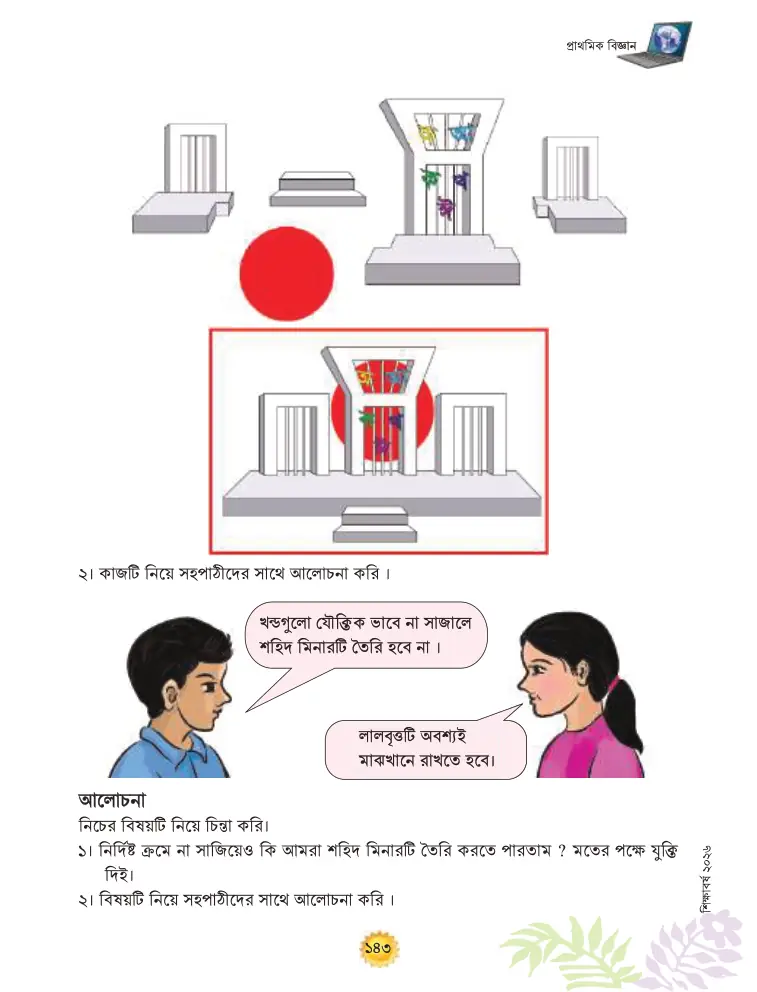 প্রাথমিক বিজ্ঞান
২। কাজটি নিয়ে সহপাঠীদের সাথে আলোচনা করি।
খন্ডগুলো যৌক্তিক ভাবে না সাজালে
শহিদ মিনারটি তৈরি হবে না।
লালবৃত্তটি অবশ্যই
মাঝখানে রাখতে হবে।
আলোচনা
নিচের বিষয়টি নিয়ে চিন্তা করি।
১। নির্দিষ্ট ক্রমে না সাজিয়েও কি আমরা শহিদ মিনারটি তৈরি করতে পারতাম ? মতের পক্ষে যুক্তি
দিই।
২। বিষয়টি নিয়ে সহপাঠীদের সাথে আলোচনা করি।
শিক্ষাবর্ষ ২০২৬
১৪৩